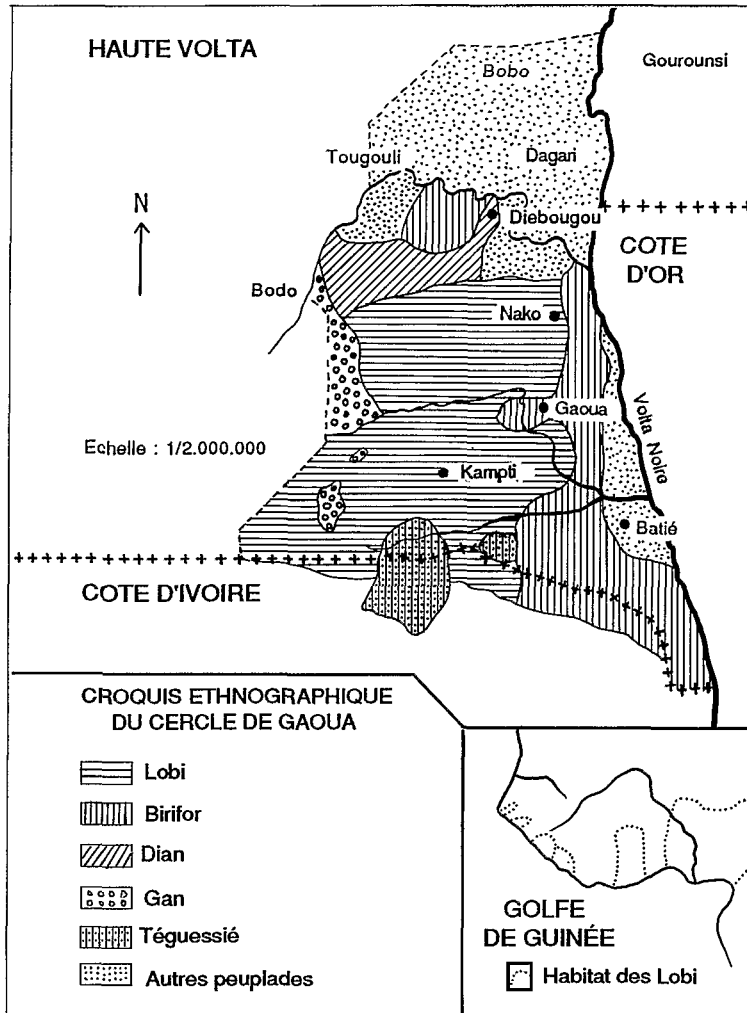 HAUTE VOLTA
Bobo
Gourounsi
Tougouli
Dagari
N
Diebougou
COTE
D'OR
Bodo
Nako
Gaoua
Volta Noire
Echelle : 1/2.000.000
Kampti
Batié
COTE D'IVOIRE
CROQUIS ETHNOGRAPHIQUE
DU CERCLE DE GAOUA
Lobi
Birifor
Dian
Gan
Téguessié
Autres peuplades
GOLFE
DE GUINÉE
Habitat des Lobi